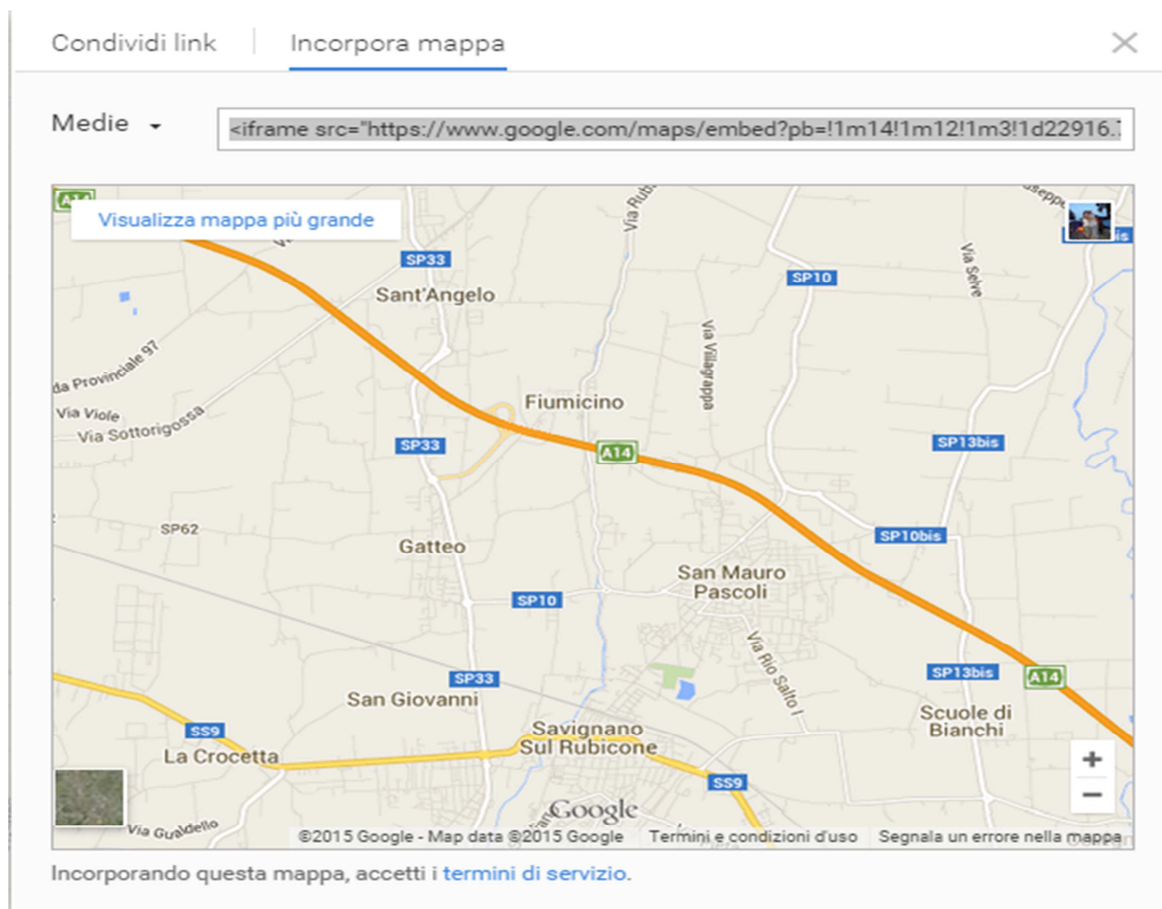 Condividi link
Incorpora mappa
Medie
<iframe src="https://www.google.com/maps/embed?pb=!1m14!1m12!1m3!1d22916.
A14
Visualizza mappa più grande
Via Selve
SP33
SP10
Sant'Angelo
Via Villagrappa
da Provinciale 97
Via Viole
Via Sottorigossa
Fiumicino
SP33
A14
SP13bis
SP62
Gatteo
SP10bis
San Mauro
Pascoli
SP10
Via Rio Salto I
SP33
SP13bis
A14
San Giovanni
Scuole di
Bianchi
SS9
Savignano
Sul Rubicone
La Crocetta
SS9
+
−
Google
Via Gualdello
©2015 Google - Map data ©2015 Google
Termini e condizioni d'uso
Segnala un errore nella mappa
Incorporando questa mappa, accetti i termini di servizio.